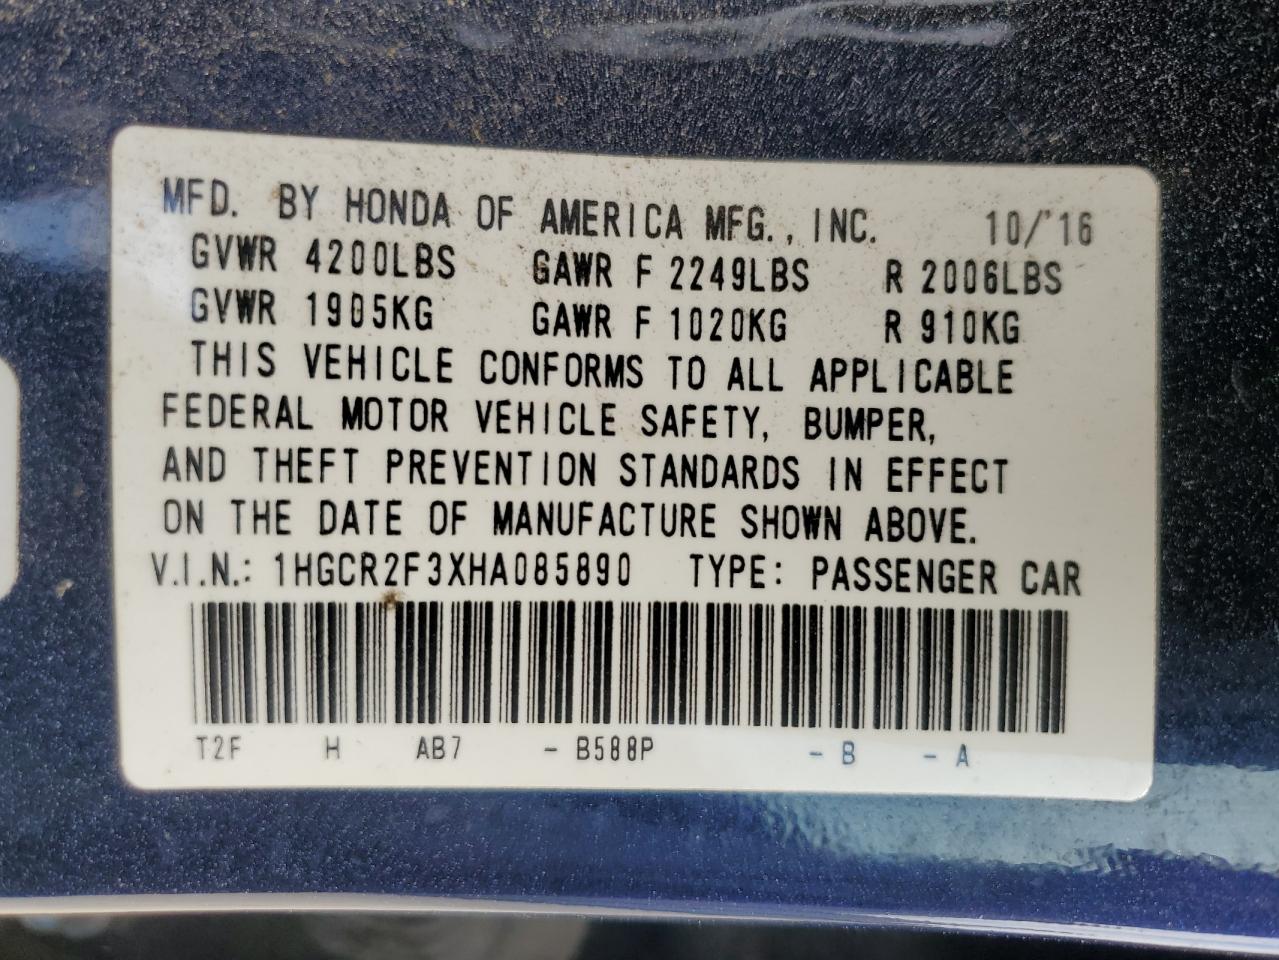 MFD. BY HONDA OF AMERICA MFG., INC. 10/'16
GVWR 4200LBS GAWR F 2249LBS R 2006LBS
GVWR 1905KG GAWR F 1020KG R 910KG
THIS VEHICLE CONFORMS TO ALL APPLICABLE
FEDERAL MOTOR VEHICLE SAFETY, BUMPER,
AND THEFT PREVENTION STANDARDS IN EFFECT
ON THE DATE OF MANUFACTURE SHOWN ABOVE.
V.I.N.: 1HGCR2F3XHA085890 TYPE: PASSENGER CAR
T2F H AB7 - B588P - B - A